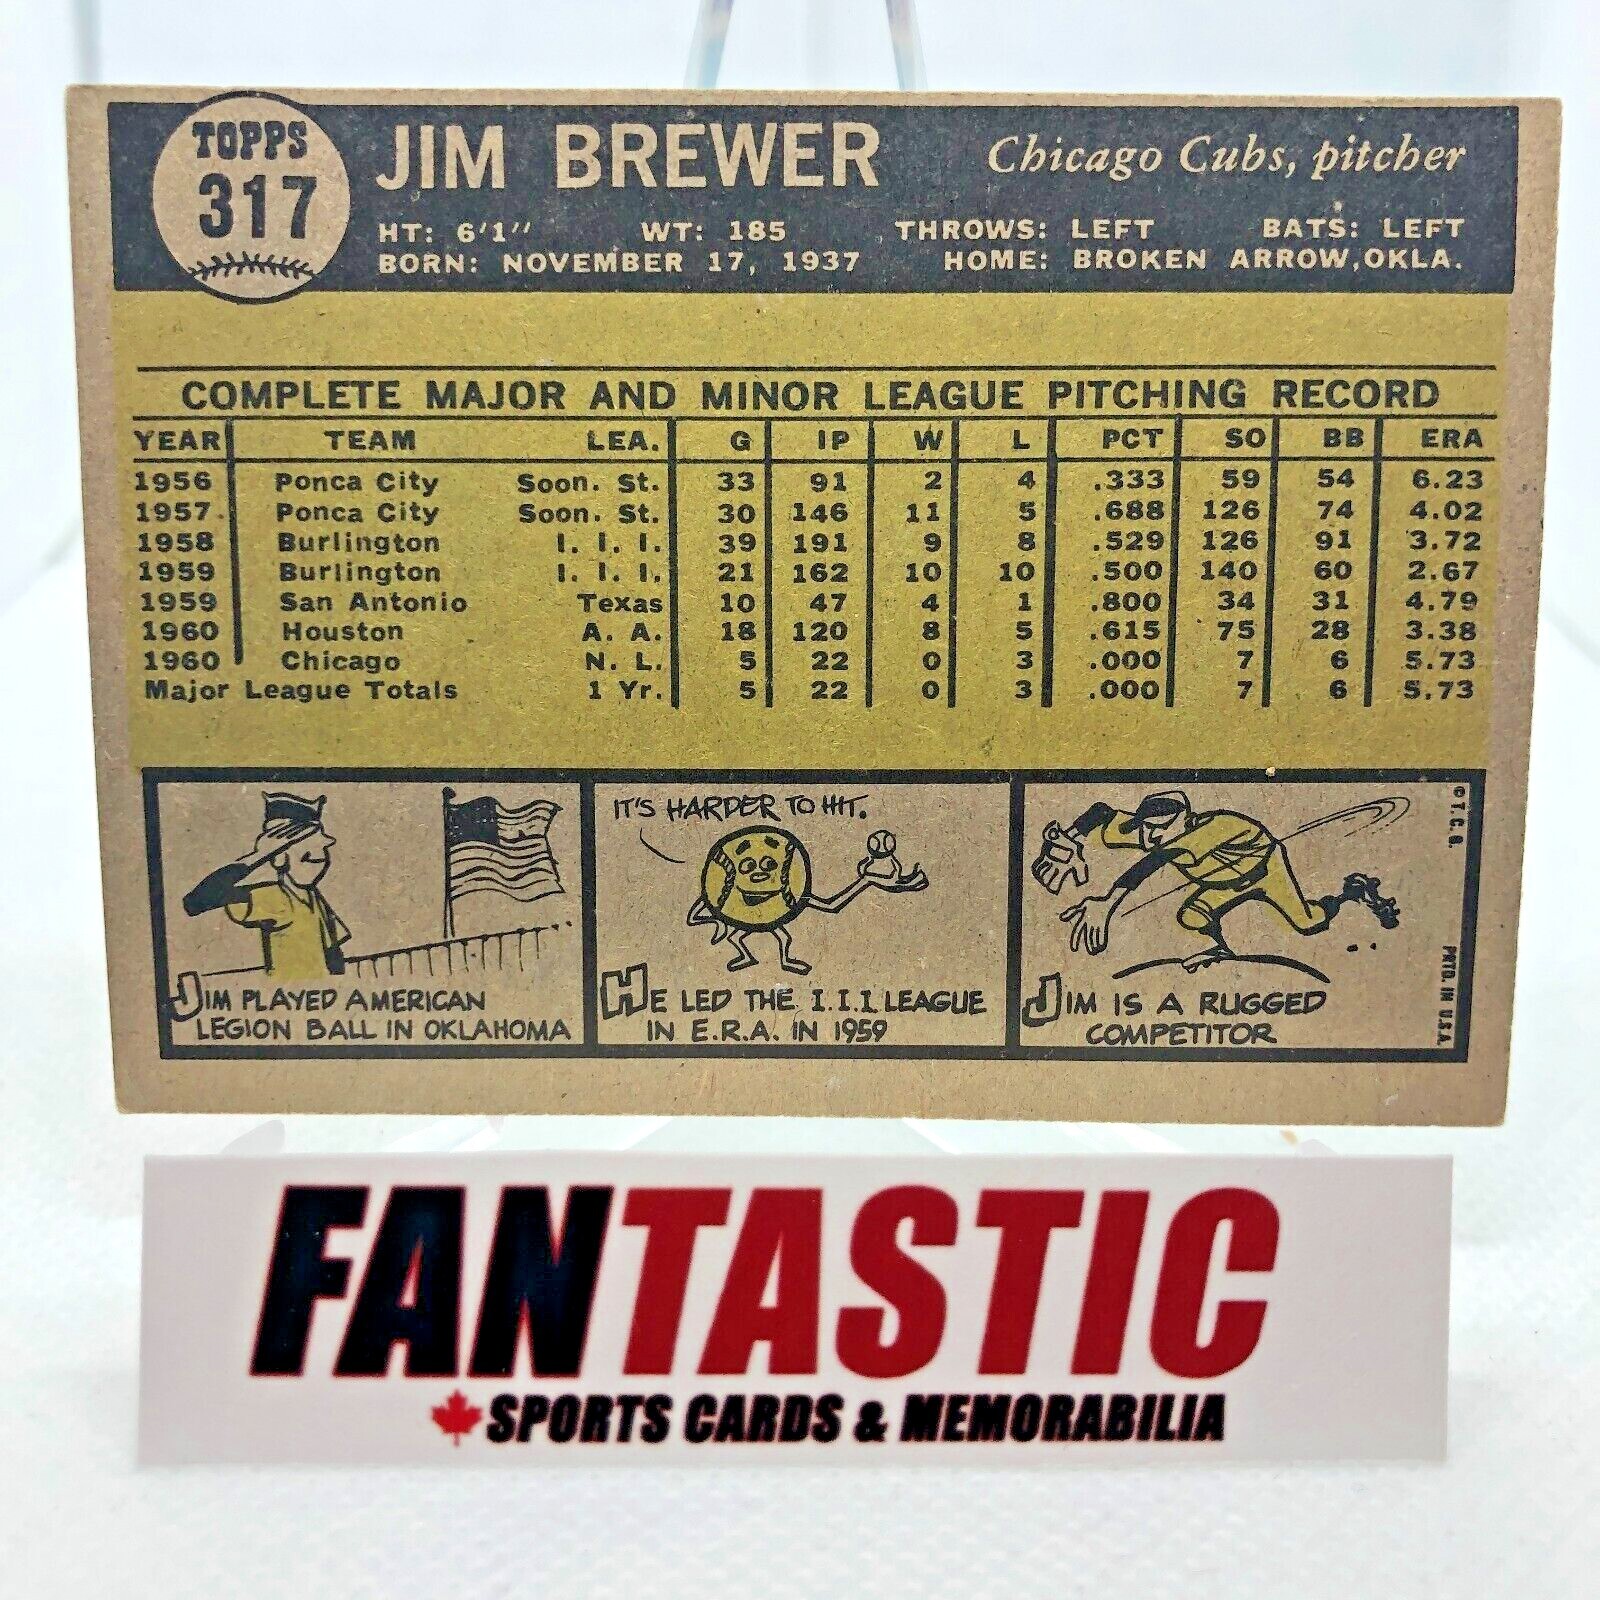 TOPPS
317
JIM BREWER
Chicago Cubs, pitcher
HT: 6'1" WT: 185 THROWS: LEFT BATS: LEFT
BORN: NOVEMBER 17, 1937 HOME: BROKEN ARROW, OKLA.
COMPLETE MAJOR AND MINOR LEAGUE PITCHING RECORD
YEAR TEAM LEA. G IP W L PCT SO BB ERA
1956 Ponca City Soon. St. 33 91 2 4 .333 59 54 6.23
1957 Ponca City Soon. St. 30 146 11 5 .688 126 74 4.02
1958 Burlington I. I. I. 39 191 9 8 .529 126 91 3.72
1959 Burlington I. I. I. 21 162 10 10 .500 140 60 2.67
1959 San Antonio Texas 10 47 4 1 .800 34 31 4.79
1960 Houston A. A. 18 120 8 5 .615 75 28 3.38
1960 Chicago N. L. 5 22 0 3 .000 7 6 5.73
Major League Totals 1 Yr. 5 22 0 3 .000 7 6 5.73
JIM PLAYED AMERICAN
LEGION BALL IN OKLAHOMA
IT'S HARDER TO HIT.
HE LED THE I.I.I. LEAGUE
IN E.R.A. IN 1959
JIM IS A RUGGED
COMPETITOR
© T. C. G.
PRTD. IN U.S.A.
FANTASTIC
SPORTS CARDS & MEMORABILIA